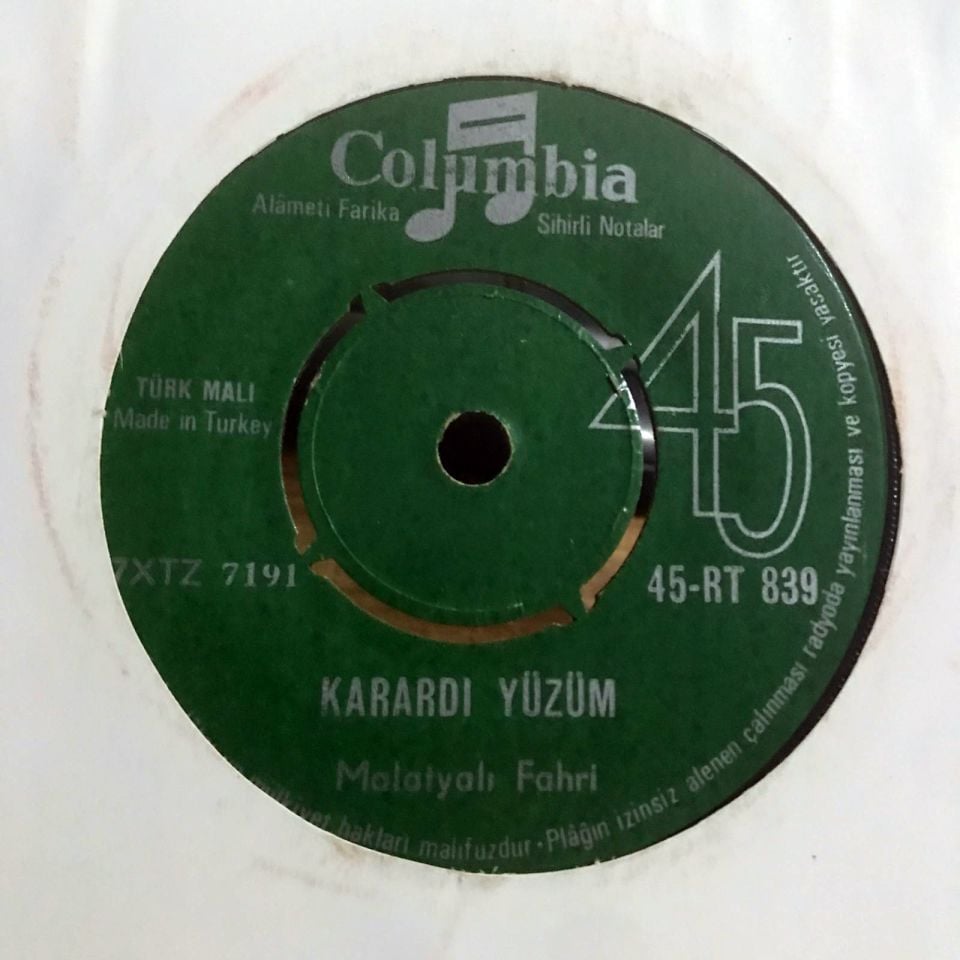 Columbia
Alâmeti Farika
Sihirli Notalar
45
TÜRK MALI
Made in Turkey
7XTZ 7191
45-RT 839
KARARDI YÜZÜM
Malatyalı Fahri
hakları mahfuzdur • Plâğın izinsiz alenen çalınması radyoda yayınlanması ve kopyesi yasaktır